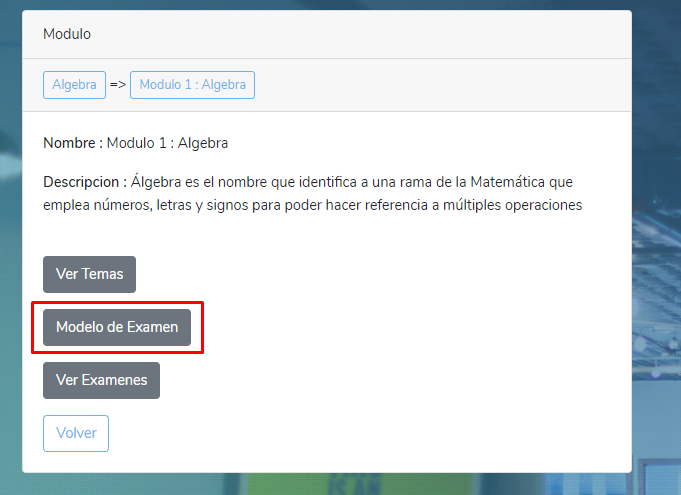 Modulo
Algebra => Modulo 1 : Algebra
Nombre : Modulo 1 : Algebra
Descripcion : Álgebra es el nombre que identifica a una rama de la Matemática que
emplea números, letras y signos para poder hacer referencia a múltiples operaciones
Ver Temas
Modelo de Examen
Ver Examenes
Volver
IS AN